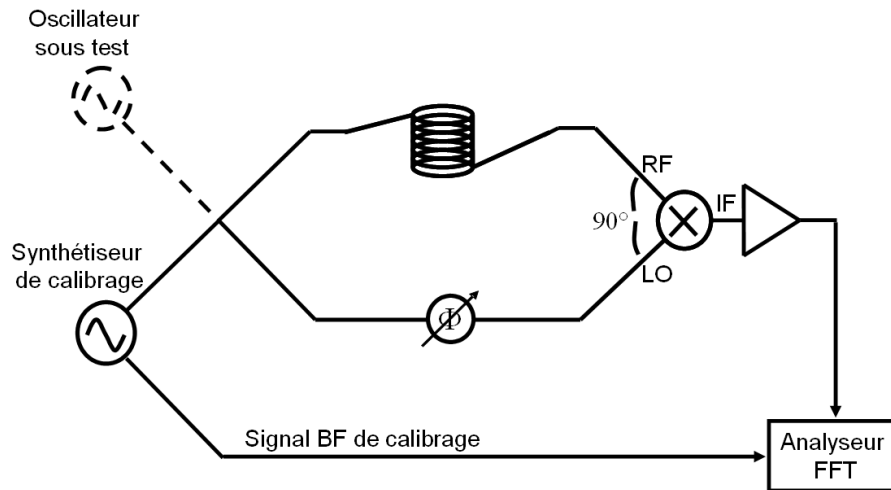 Oscillateur
sous test
RF
IF
90°
LO
Synthétiseur
de calibrage
Φ
Signal BF de calibrage
Analyseur
FFT